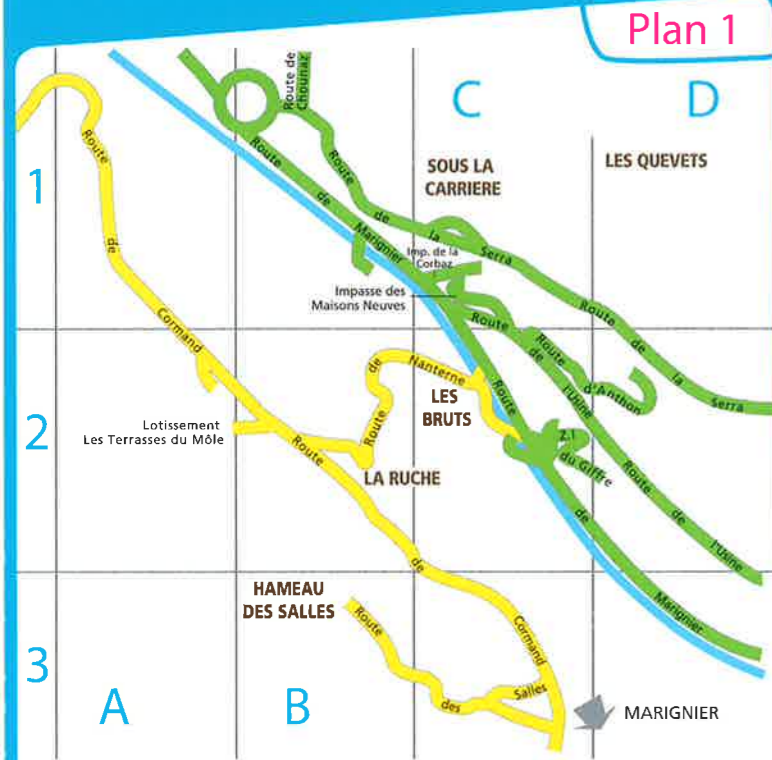 Plan 1
C
D
Route de
Chounaz
1
SOUS LA
CARRIERE
LES QUEVETS
Route de Cormand
Route de Marignier
Route de la Serra
Imp. de la
Corbaz
Impasse des
Maisons Neuves
Route de la Serra
Route de l'Usine
Route d'Anthon
2
Route de Nanterne
LES
BRUTS
Route de Marignier
Lotissement
Les Terrasses du Môle
Route de Cormand
LA RUCHE
Z.I
du Giffre
Route de l'Usine
HAMEAU
DES SALLES
Route des Salles
3
A
B
MARIGNIER